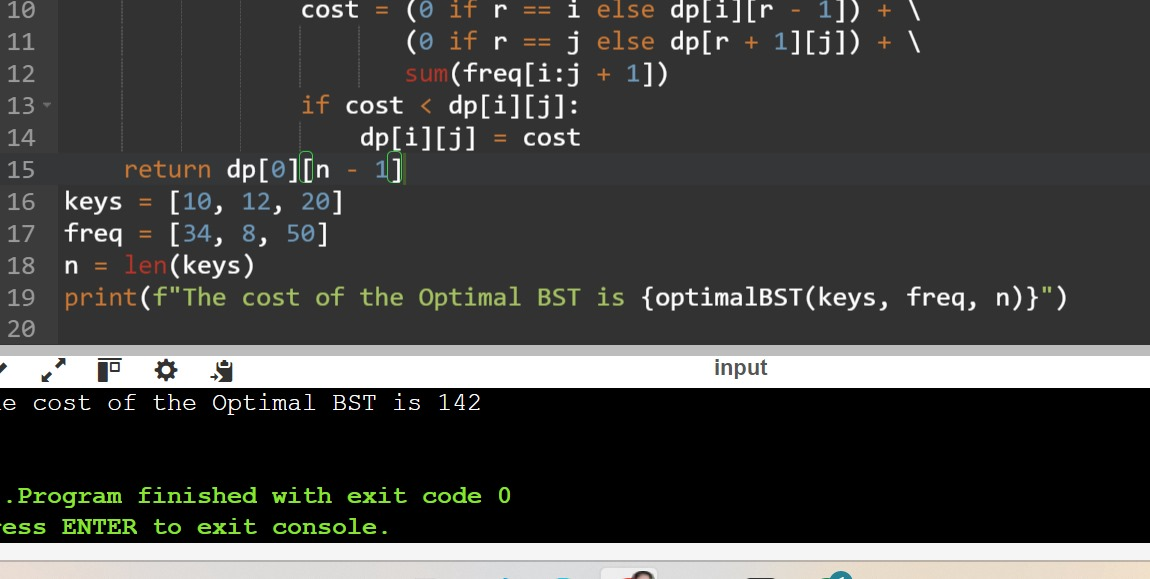 10 cost = (0 if r == i else dp[i][r - 1]) + \
11 (0 if r == j else dp[r + 1][j]) + \
12 sum(freq[i:j + 1])
13 if cost < dp[i][j]:
14 dp[i][j] = cost
15 return dp[0][n - 1]
16 keys = [10, 12, 20]
17 freq = [34, 8, 50]
18 n = len(keys)
19 print(f"The cost of the Optimal BST is {optimalBST(keys, freq, n)}")
20
input
e cost of the Optimal BST is 142
.Program finished with exit code 0
ess ENTER to exit console.